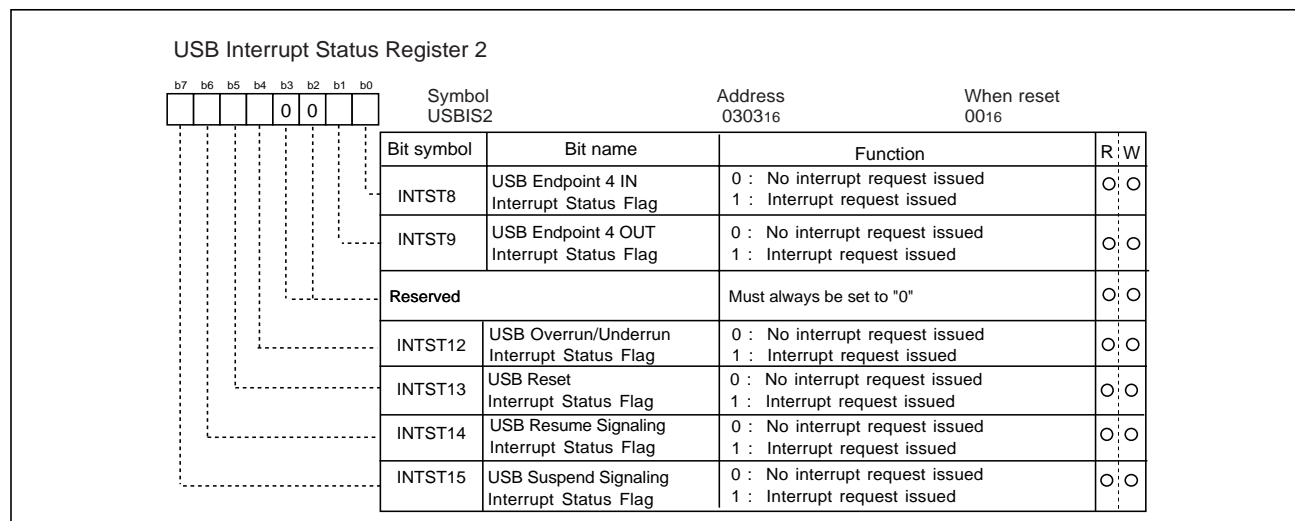 USB Interrupt Status Register 2
b7 b6 b5 b4 b3 b2 b1 b0
0 0
Symbol Address When reset
USBIS2 030316 0016
Bit symbol Bit name Function R W
INTST8 USB Endpoint 4 IN Interrupt Status Flag 0 : No interrupt request issued
1 : Interrupt request issued O O
INTST9 USB Endpoint 4 OUT Interrupt Status Flag 0 : No interrupt request issued
1 : Interrupt request issued O O
Reserved Must always be set to "0" O O
INTST12 USB Overrun/Underrun Interrupt Status Flag 0 : No interrupt request issued
1 : Interrupt request issued O O
INTST13 USB Reset Interrupt Status Flag 0 : No interrupt request issued
1 : Interrupt request issued O O
INTST14 USB Resume Signaling Interrupt Status Flag 0 : No interrupt request issued
1 : Interrupt request issued O O
INTST15 USB Suspend Signaling Interrupt Status Flag 0 : No interrupt request issued
1 : Interrupt request issued O O